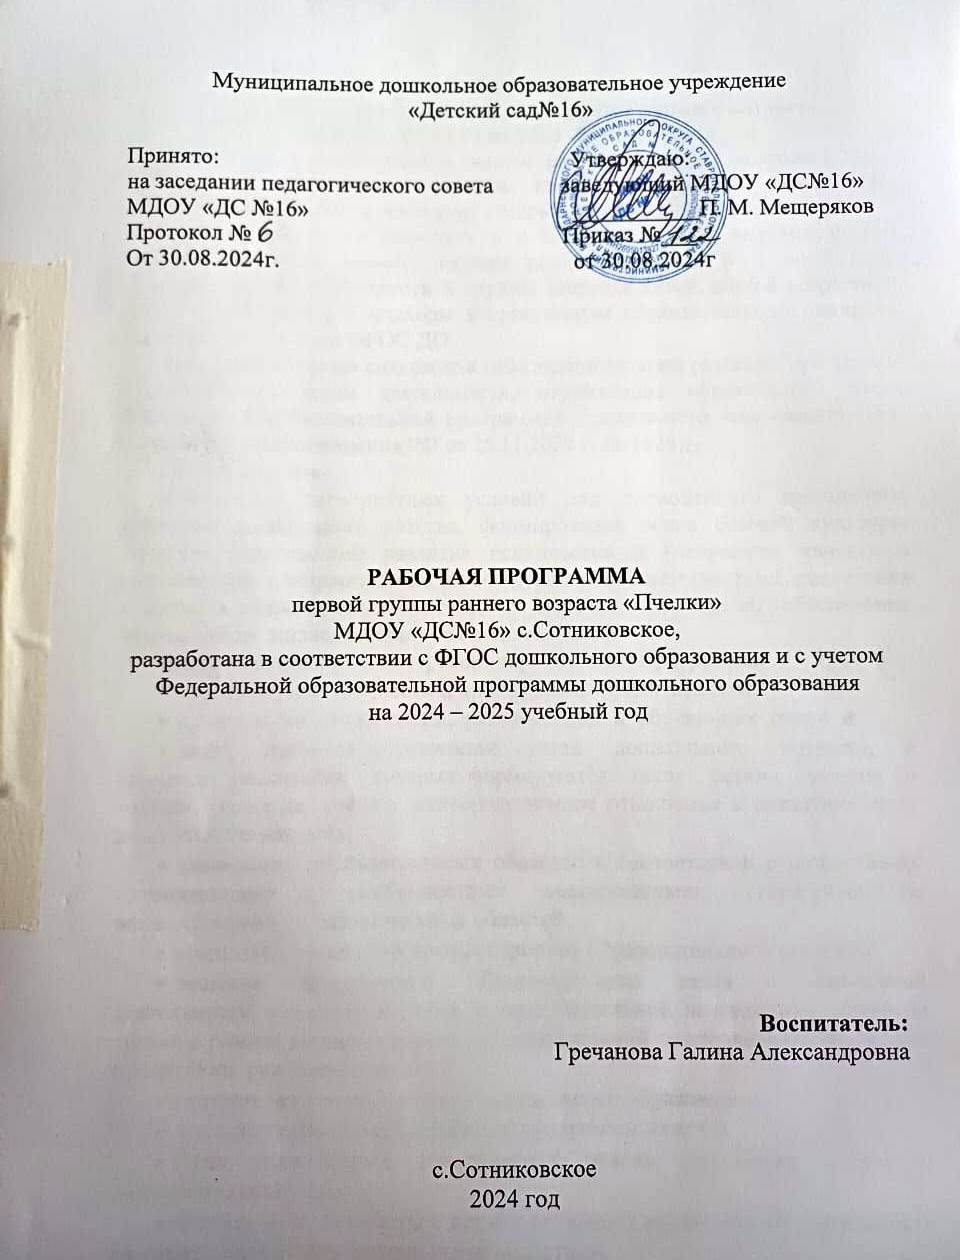 Муниципальное дошкольное образовательное учреждение
«Детский сад№16»
Принято:
на заседании педагогического совета
МДОУ «ДС №16»
Протокол № 6
От 30.08.2024г.
Утверждаю:
заведующий МДОУ «ДС№16»
П. М. Мещеряков
Приказ № 122
от 30.08.2024г
РАБОЧАЯ ПРОГРАММА
первой группы раннего возраста «Пчелки»
МДОУ «ДС№16» с.Сотниковское,
разработана в соответствии с ФГОС дошкольного образования и с учетом
Федеральной образовательной программы дошкольного образования
на 2024 – 2025 учебный год
Воспитатель:
Гречанова Галина Александровна
с.Сотниковское
2024 год